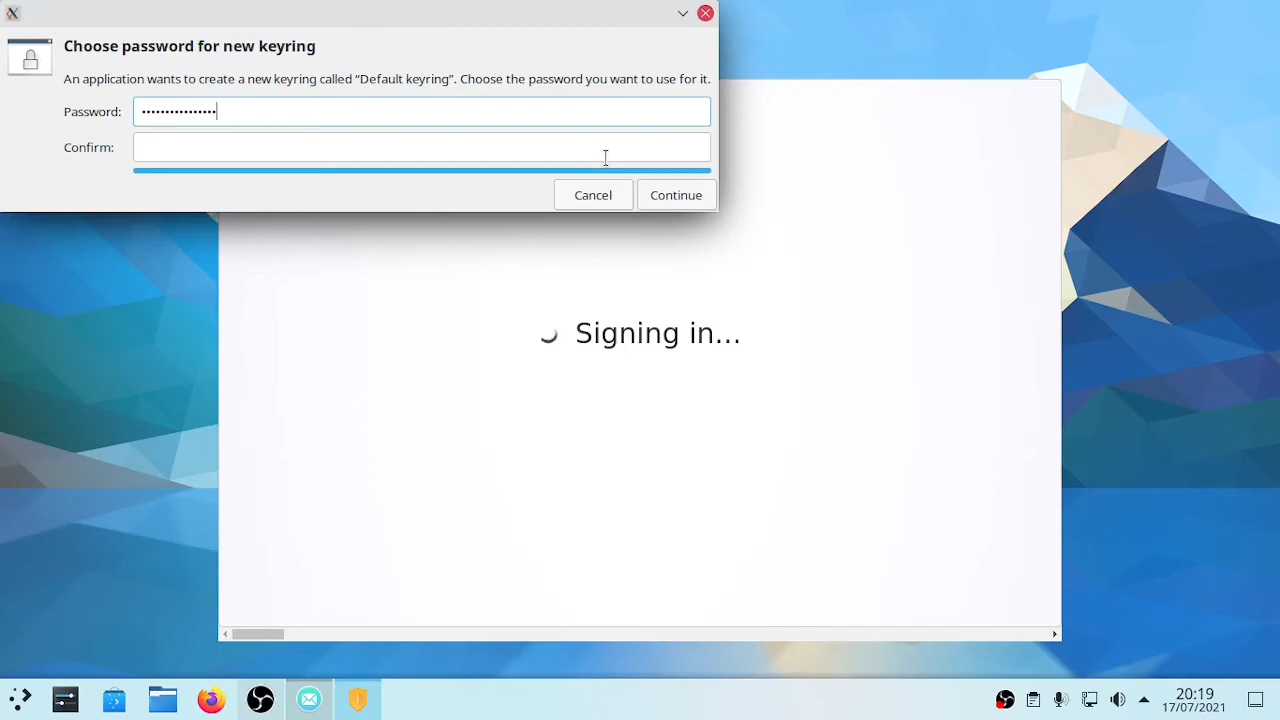 Choose password for new keyring
An application wants to create a new keyring called “Default keyring”. Choose the password you want to use for it.
Password: ••••••••••••••••
Confirm:
Cancel Continue
Signing in...
20:19
17/07/2021